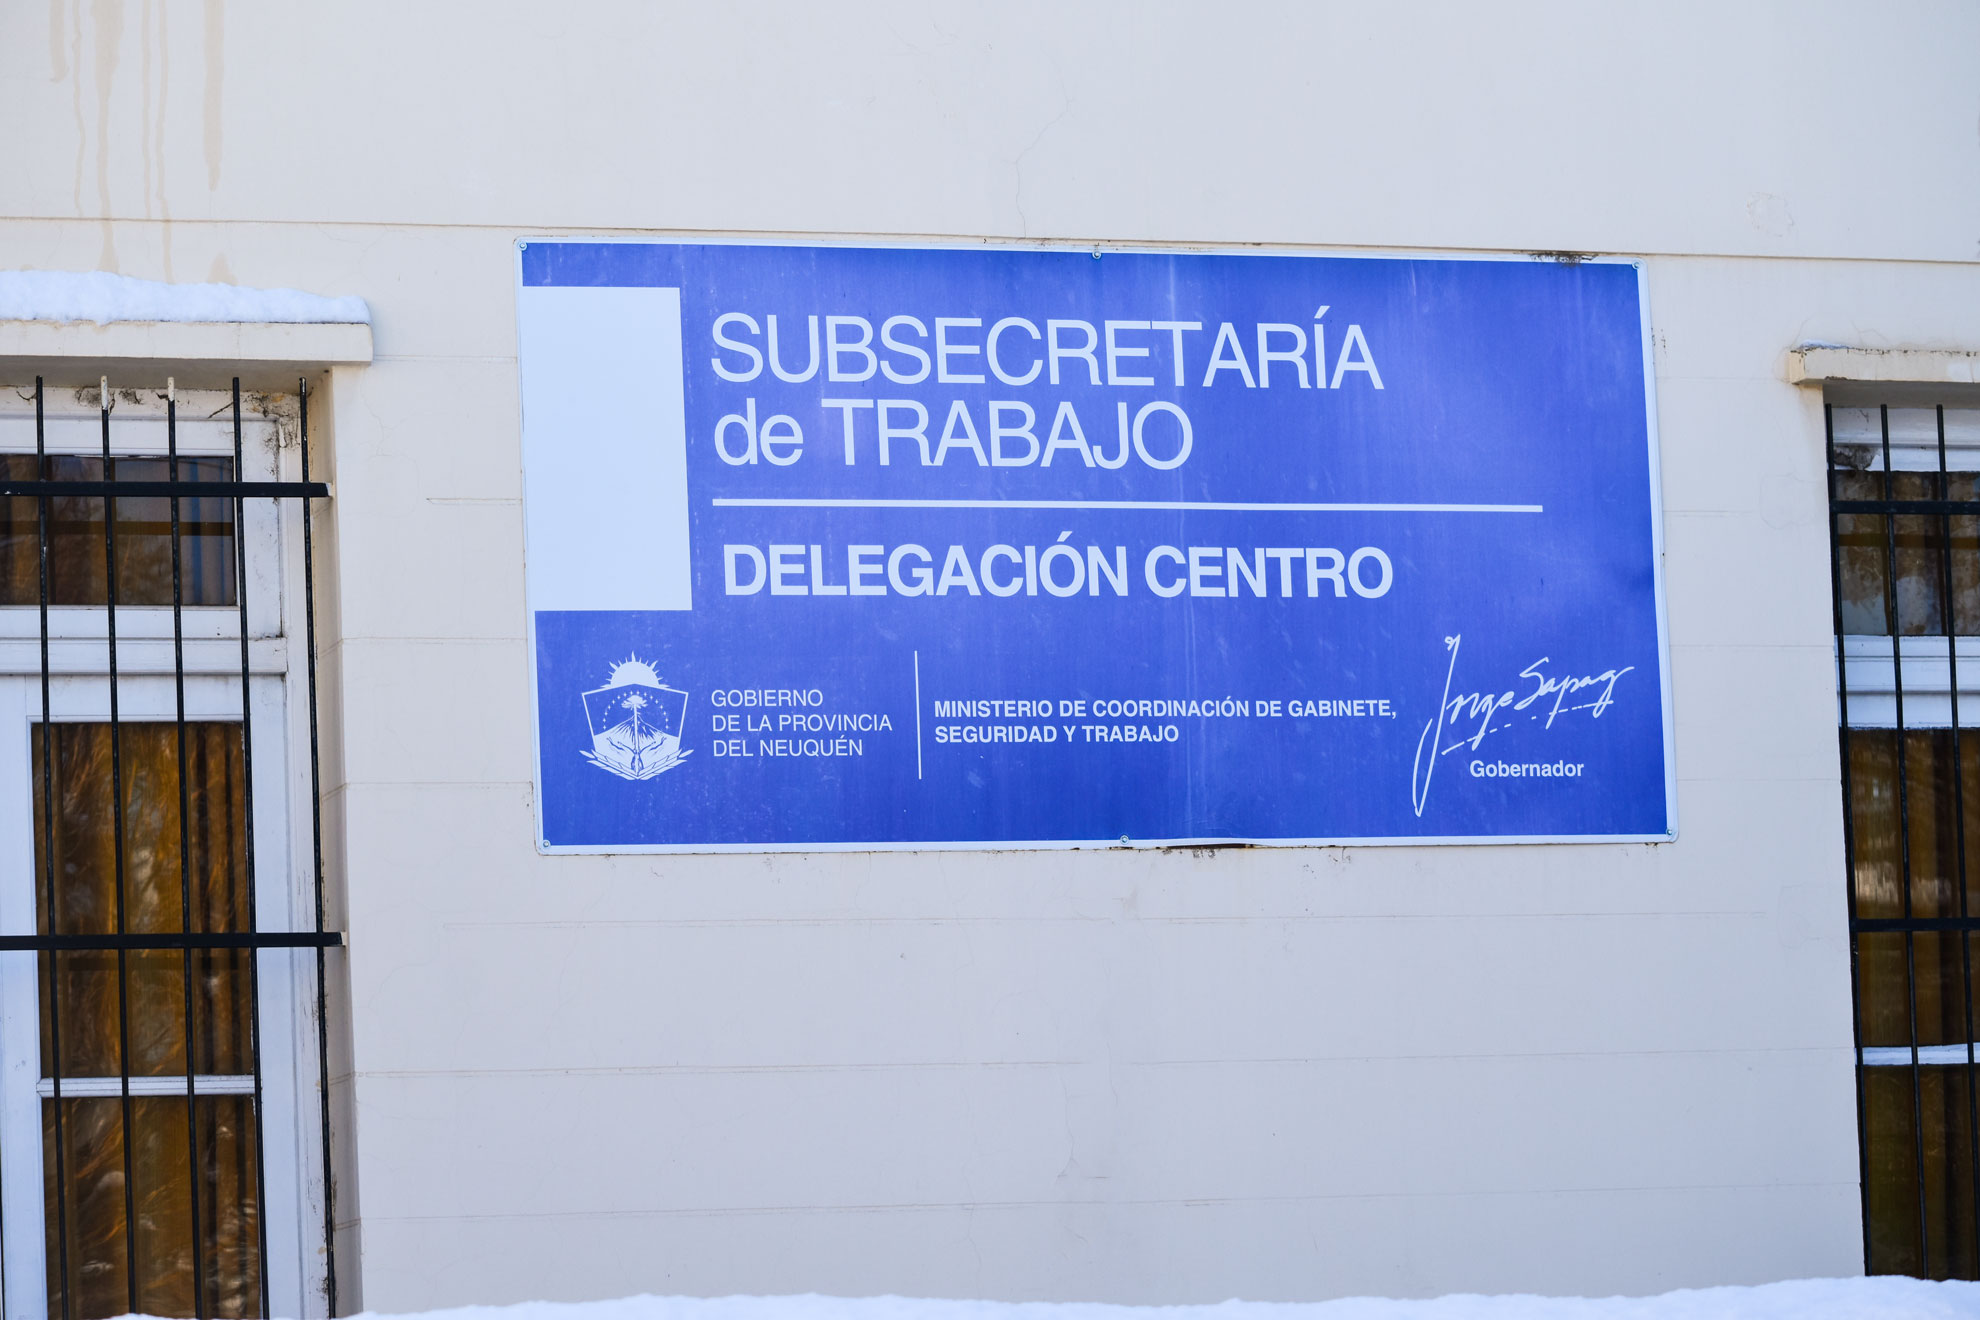 SUBSECRETARÍA
de TRABAJO
DELEGACIÓN CENTRO
GOBIERNO
DE LA PROVINCIA
DEL NEUQUÉN
MINISTERIO DE COORDINACIÓN DE GABINETE,
SEGURIDAD Y TRABAJO
Jorge Sapag
Gobernador